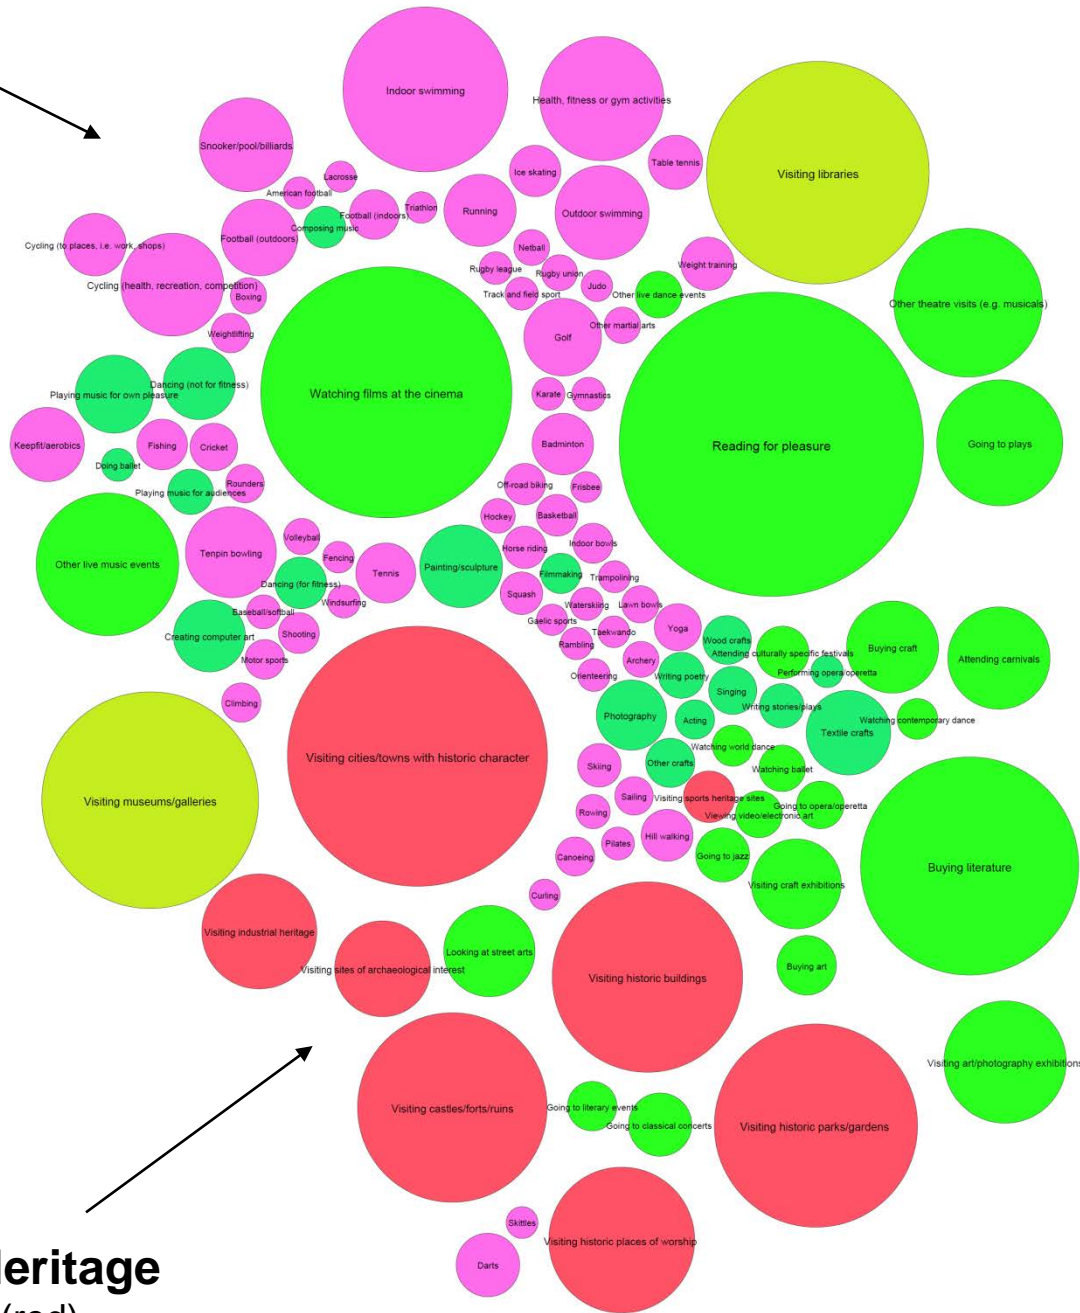 Indoor swimming
Health, fitness or gym activities
Snooker/pool/billiards
Table tennis
Ice skating
Visiting libraries
Lacrosse
American football
Triathlon
Football (indoors)
Running
Outdoor swimming
Composing music
Football (outdoors)
Cycling (to places, i.e. work, shops)
Netball
Weight training
Rugby league
Rugby union
Cycling (health, recreation, competition)
Judo
Boxing
Track and field sport
Other live dance events
Other theatre visits (e.g. musicals)
Other martial arts
Weightlifting
Golf
Dancing (not for fitness)
Playing music for own pleasure
Watching films at the cinema
Karate
Gymnastics
Reading for pleasure
Going to plays
Keepfit/aerobics
Fishing
Cricket
Badminton
Doing ballet
Rounders
Off-road biking
Frisbee
Playing music for audiences
Hockey
Basketball
Volleyball
Indoor bowls
Tenpin bowling
Horse riding
Fencing
Other live music events
Painting/sculpture
Tennis
Filmmaking
Trampolining
Dancing (for fitness)
Squash
Windsurfing
Waterskiing
Lawn bowls
Baseball/softball
Gaelic sports
Creating computer art
Shooting
Taekwando
Yoga
Wood crafts
Rambling
Attending culturally specific festivals
Buying craft
Motor sports
Archery
Attending carnivals
Orienteering
Writing poetry
Performing opera/operetta
Climbing
Singing
Writing stories/plays
Photography
Acting
Watching contemporary dance
Textile crafts
Watching world dance
Visiting cities/towns with historic character
Skiing
Other crafts
Watching ballet
Visiting museums/galleries
Sailing
Visiting sports heritage sites
Going to opera/operetta
Rowing
Viewing video/electronic art
Hill walking
Pilates
Canoeing
Going to jazz
Buying literature
Visiting craft exhibitions
Curling
Visiting industrial heritage
Looking at street arts
Visiting sites of archaeological interest
Buying art
Visiting historic buildings
Visiting art/photography exhibitions
Visiting castles/forts/ruins
Going to literary events
Going to classical concerts
Visiting historic parks/gardens
Skittles
Visiting historic places of worship
Darts
eritage
(red)